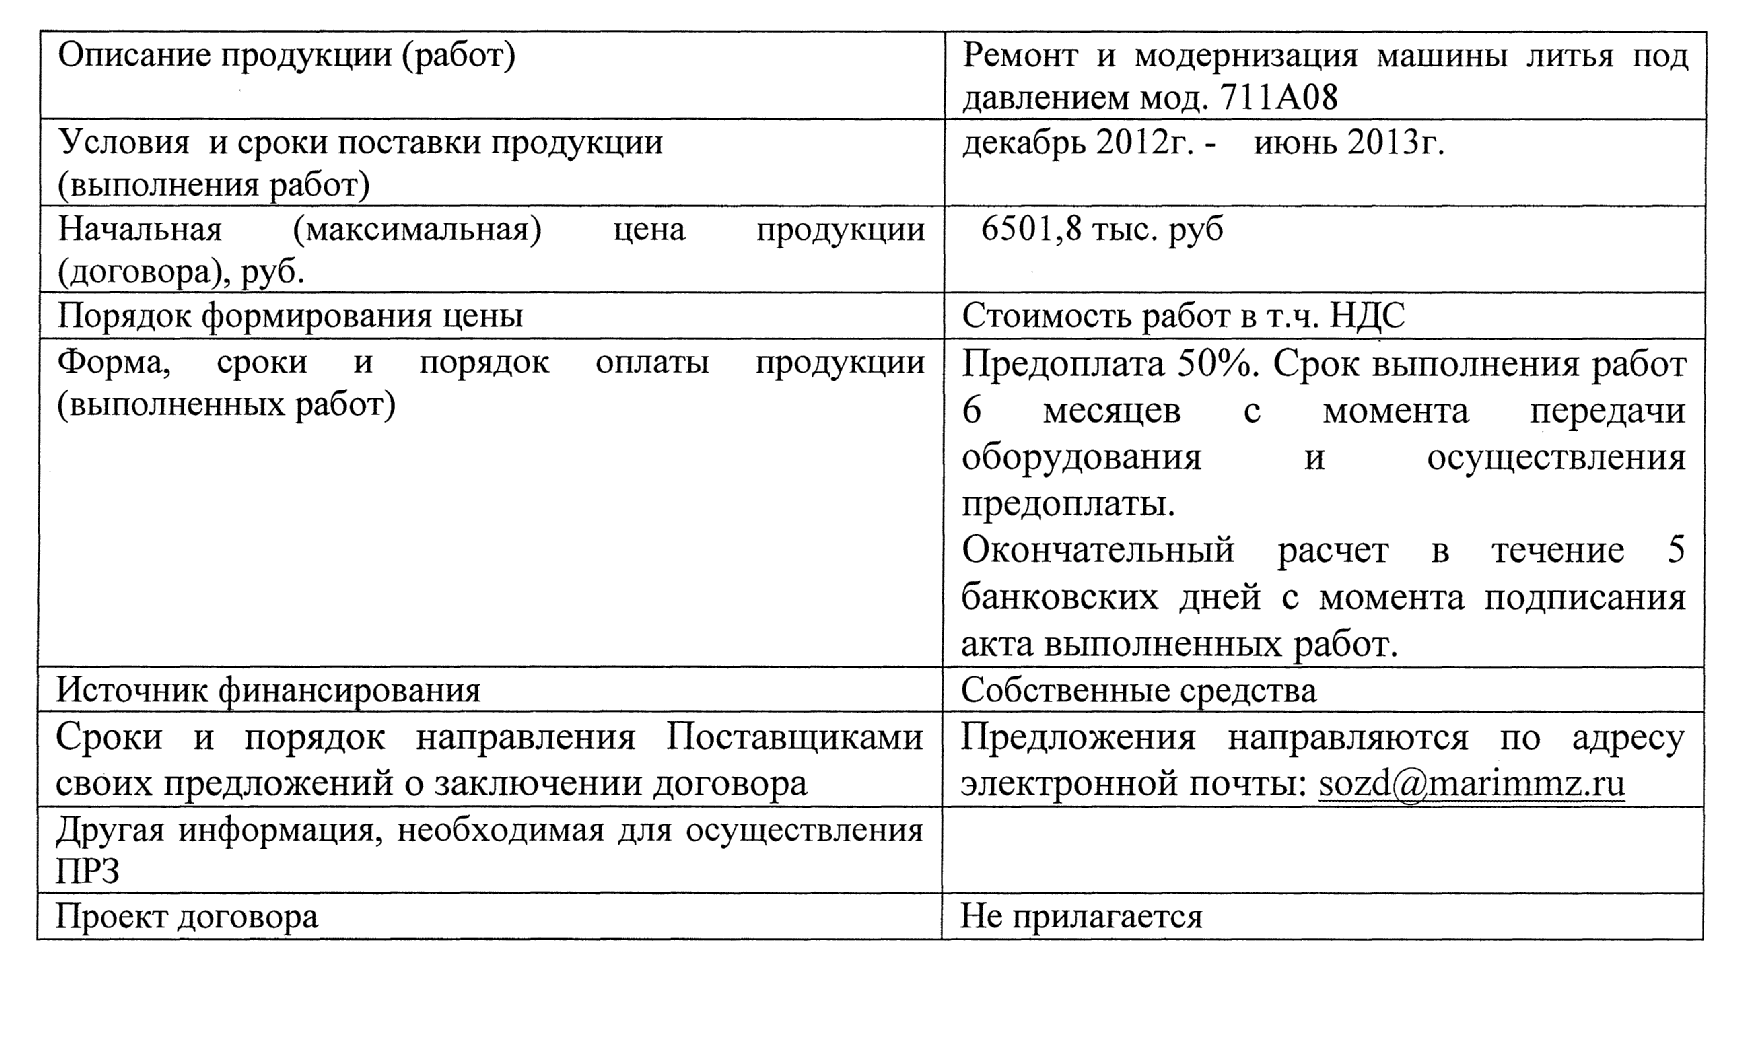 Описание продукции (работ)
Ремонт и модернизация машины литья под
давлением мод. 711А08
Условия и сроки поставки продукции
(выполнения работ)
декабрь 2012г. - июнь 2013г.
Начальная (максимальная) цена продукции
(договора), руб.
6501,8 тыс. руб
Порядок формирования цены
Стоимость работ в т.ч. НДС
Форма, сроки и порядок оплаты продукции
(выполненных работ)
Предоплата 50%. Срок выполнения работ
6 месяцев с момента передачи
оборудования и осуществления
предоплаты.
Окончательный расчет в течение 5
банковских дней с момента подписания
акта выполненных работ.
Источник финансирования
Собственные средства
Сроки и порядок направления Поставщиками
своих предложений о заключении договора
Предложения направляются по адресу
электронной почты: sozd@marimmz.ru
Другая информация, необходимая для осуществления
ПРЗ
Проект договора
Не прилагается